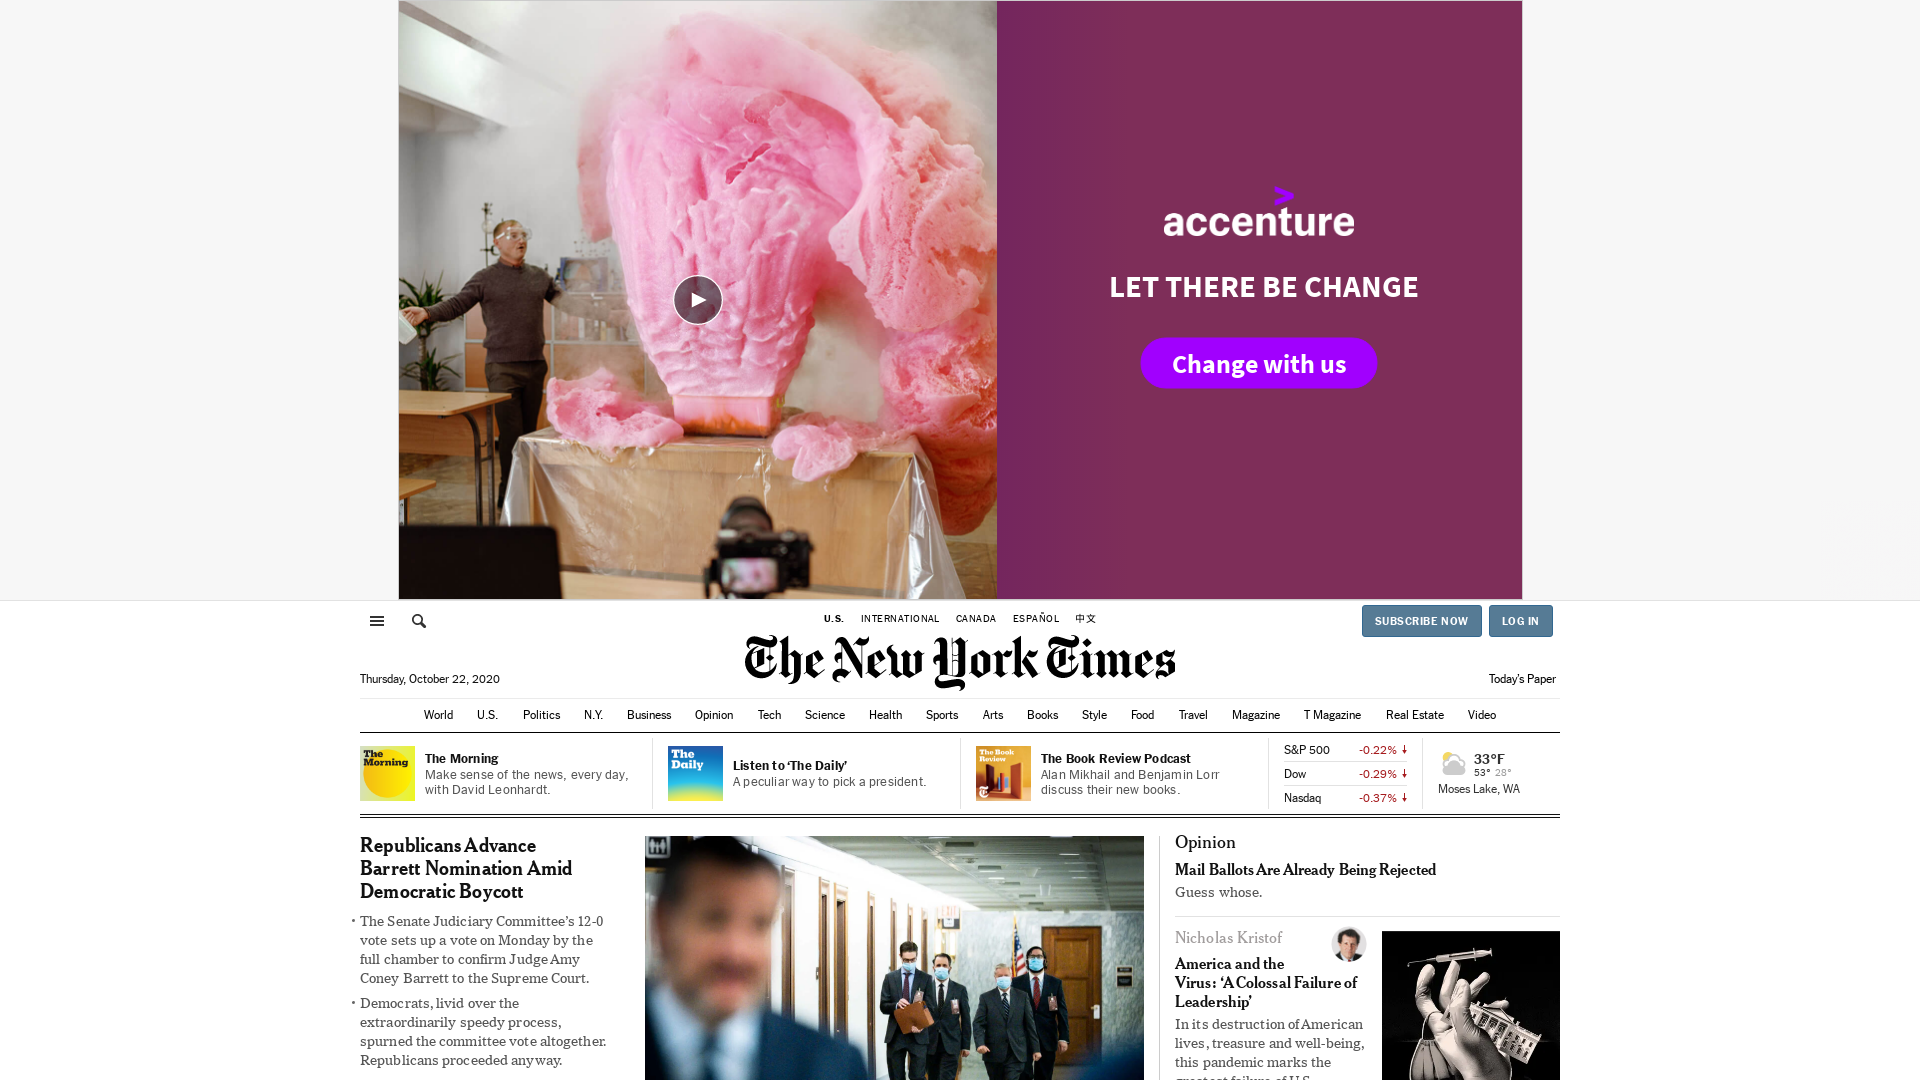 accenture
LET THERE BE CHANGE
Change with us
U.S. INTERNATIONAL CANADA ESPAÑOL 中文
SUBSCRIBE NOW LOG IN
The New York Times
Thursday, October 22, 2020
Today's Paper
World U.S. Politics N.Y. Business Opinion Tech Science Health Sports Arts Books Style Food Travel Magazine T Magazine Real Estate Video
The
Morning
The Morning
Make sense of the news, every day,
with David Leonhardt.
The
Daily
Listen to ‘The Daily’
A peculiar way to pick a president.
The Book
Review
The Book Review Podcast
Alan Mikhail and Benjamin Lorr
discuss their new books.
S&P 500 -0.22% ↓
Dow -0.29% ↓
Nasdaq -0.37% ↓
33°F
53° 28°
Moses Lake, WA
Republicans Advance
Barrett Nomination Amid
Democratic Boycott
• The Senate Judiciary Committee’s 12-0
vote sets up a vote on Monday by the
full chamber to confirm Judge Amy
Coney Barrett to the Supreme Court.
• Democrats, livid over the
extraordinarily speedy process,
spurned the committee vote altogether.
Republicans proceeded anyway.
Opinion
Mail Ballots Are Already Being Rejected
Guess whose.
Nicholas Kristof
America and the
Virus: ‘A Colossal Failure of
Leadership’
In its destruction of American
lives, treasure and well-being,
this pandemic marks the
greatest failure of U.S.